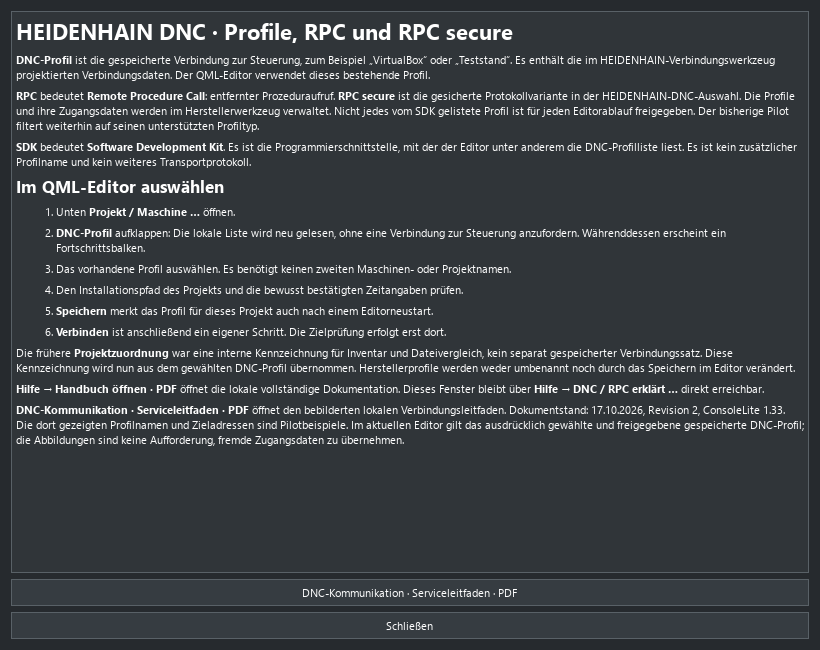 HEIDENHAIN DNC · Profile, RPC und RPC secure
DNC-Profil ist die gespeicherte Verbindung zur Steuerung, zum Beispiel „VirtualBox“ oder „Teststand“. Es enthält die im HEIDENHAIN-Verbindungswerkzeug
projektierten Verbindungsdaten. Der QML-Editor verwendet dieses bestehende Profil.
RPC bedeutet Remote Procedure Call: entfernter Prozeduraufruf. RPC secure ist die gesicherte Protokollvariante in der HEIDENHAIN-DNC-Auswahl. Die Profile
und ihre Zugangsdaten werden im Herstellerwerkzeug verwaltet. Nicht jedes vom SDK gelistete Profil ist für jeden Editorablauf freigegeben. Der bisherige Pilot
filtert weiterhin auf seinen unterstützten Profiltyp.
SDK bedeutet Software Development Kit. Es ist die Programmierschnittstelle, mit der der Editor unter anderem die DNC-Profilliste liest. Es ist kein zusätzlicher
Profilname und kein weiteres Transportprotokoll.
Im QML-Editor auswählen
1. Unten Projekt / Maschine ... öffnen.
2. DNC-Profil aufklappen: Die lokale Liste wird neu gelesen, ohne eine Verbindung zur Steuerung anzufordern. Währenddessen erscheint ein
Fortschrittsbalken.
3. Das vorhandene Profil auswählen. Es benötigt keinen zweiten Maschinen- oder Projektnamen.
4. Den Installationspfad des Projekts und die bewusst bestätigten Zeitangaben prüfen.
5. Speichern merkt das Profil für dieses Projekt auch nach einem Editorneustart.
6. Verbinden ist anschließend ein eigener Schritt. Die Zielprüfung erfolgt erst dort.
Die frühere Projektzuordnung war eine interne Kennzeichnung für Inventar und Dateivergleich, kein separat gespeicherter Verbindungssatz. Diese
Kennzeichnung wird nun aus dem gewählten DNC-Profil übernommen. Herstellerprofile werden weder umbenannt noch durch das Speichern im Editor verändert.
Hilfe → Handbuch öffnen · PDF öffnet die lokale vollständige Dokumentation. Dieses Fenster bleibt über Hilfe → DNC / RPC erklärt ... direkt erreichbar.
DNC-Kommunikation · Serviceleitfaden · PDF öffnet den bebilderten lokalen Verbindungsleitfaden. Dokumentstand: 17.10.2026, Revision 2, ConsoleLite 1.33.
Die dort gezeigten Profilnamen und Zieladressen sind Pilotbeispiele. Im aktuellen Editor gilt das ausdrücklich gewählte und freigegebene gespeicherte DNC-Profil;
die Abbildungen sind keine Aufforderung, fremde Zugangsdaten zu übernehmen.
DNC-Kommunikation · Serviceleitfaden · PDF
Schließen